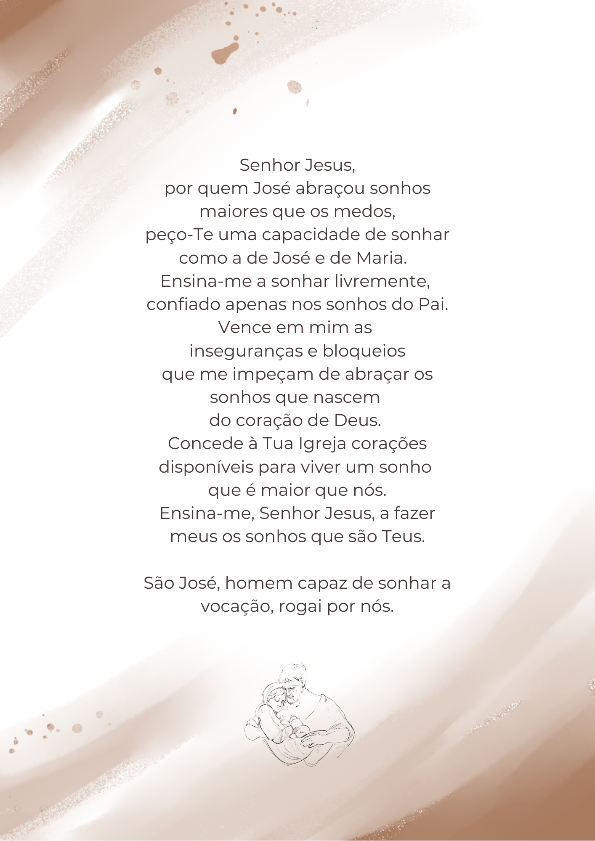 Senhor Jesus,
por quem José abraçou sonhos
maiores que os medos,
peço-Te uma capacidade de sonhar
como a de José e de Maria.
Ensina-me a sonhar livremente,
confiado apenas nos sonhos do Pai.
Vence em mim as
inseguranças e bloqueios
que me impeçam de abraçar os
sonhos que nascem
do coração de Deus.
Concede à Tua Igreja corações
disponíveis para viver um sonho
que é maior que nós.
Ensina-me, Senhor Jesus, a fazer
meus os sonhos que são Teus.
São José, homem capaz de sonhar a
vocação, rogai por nós.